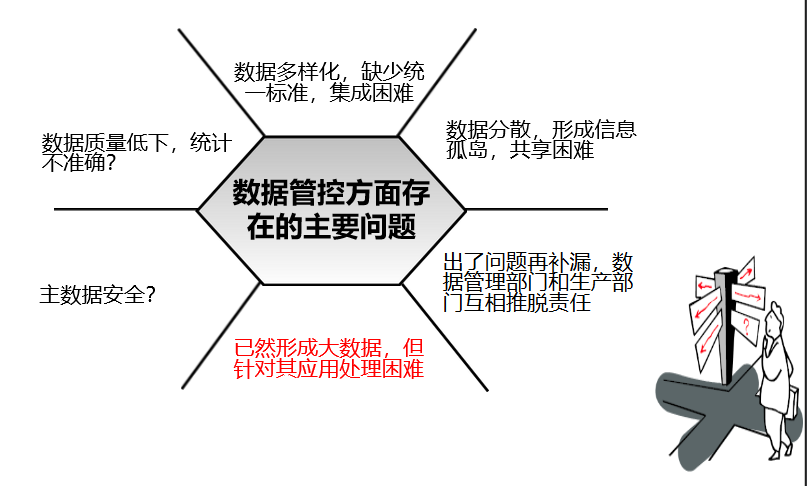 数据多样化，缺少统
一标准，集成困难
数据分散，形成信息
孤岛，共享困难
数据质量低下，统计
不准确？
数据管控方面存
在的主要问题
出了问题再补漏，数
据管理部门和生产部
门互相推脱责任
主数据安全？
已然形成大数据，但
针对其应用处理困难
?